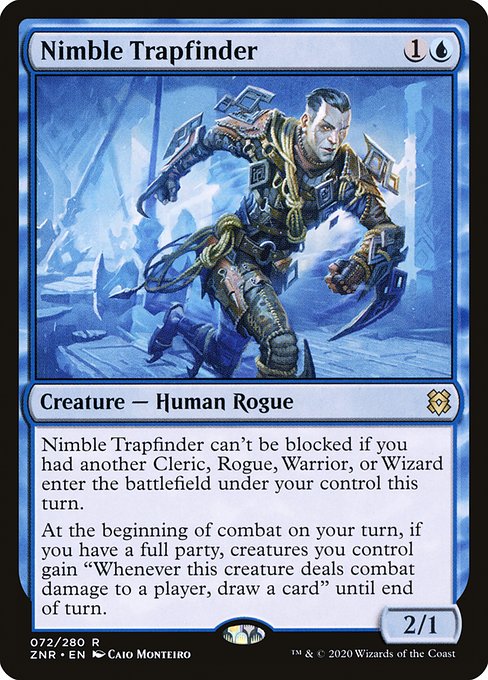 Nimble Trapfinder 1
Creature — Human Rogue
Nimble Trapfinder can't be blocked if you
had another Cleric, Rogue, Warrior, or Wizard
enter the battlefield under your control this
turn.
At the beginning of combat on your turn, if
you have a full party, creatures you control
gain “Whenever this creature deals combat
damage to a player, draw a card” until end
of turn.
2/1
072/280 R
ZNR • EN Caio Monteiro
™ & © 2020 Wizards of the Coast